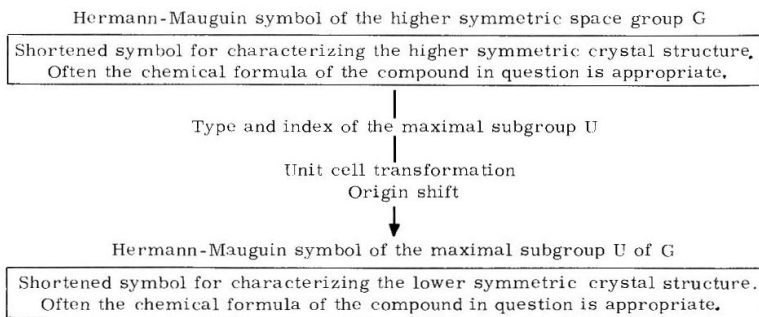 Hermann-Mauguin symbol of the higher symmetric space group G
Shortened symbol for characterizing the higher symmetric crystal structure.
Often the chemical formula of the compound in question is appropriate.
Type and index of the maximal subgroup U
Unit cell transformation
Origin shift
Hermann-Mauguin symbol of the maximal subgroup U of G
Shortened symbol for characterizing the lower symmetric crystal structure.
Often the chemical formula of the compound in question is appropriate.